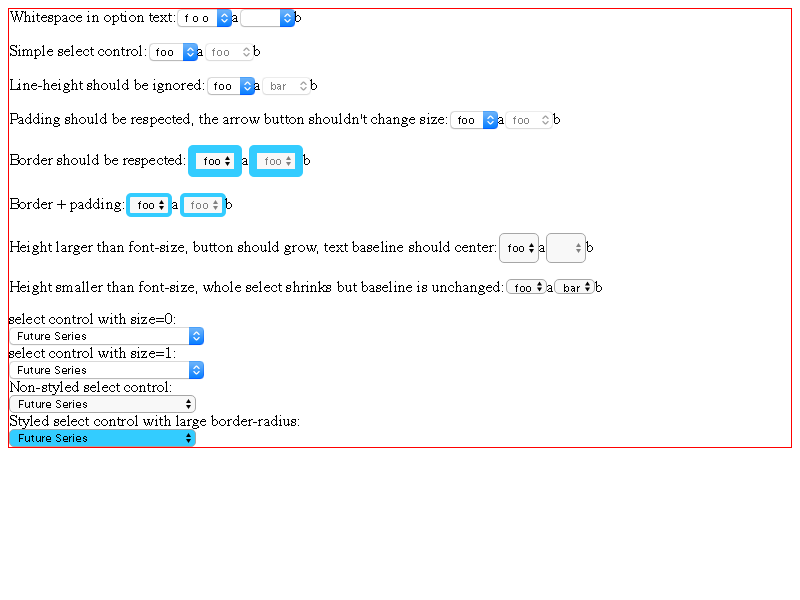 Whitespace in option text: f o o a b
Simple select control: foo a foo b
Line-height should be ignored: foo a bar b
Padding should be respected, the arrow button shouldn't change size: foo a foo b
Border should be respected: foo a foo b
Border + padding: foo a foo b
Height larger than font-size, button should grow, text baseline should center: foo a b
Height smaller than font-size, whole select shrinks but baseline is unchanged: foo a bar b
select control with size=0:
Future Series
select control with size=1:
Future Series
Non-styled select control:
Future Series
Styled select control with large border-radius:
Future Series